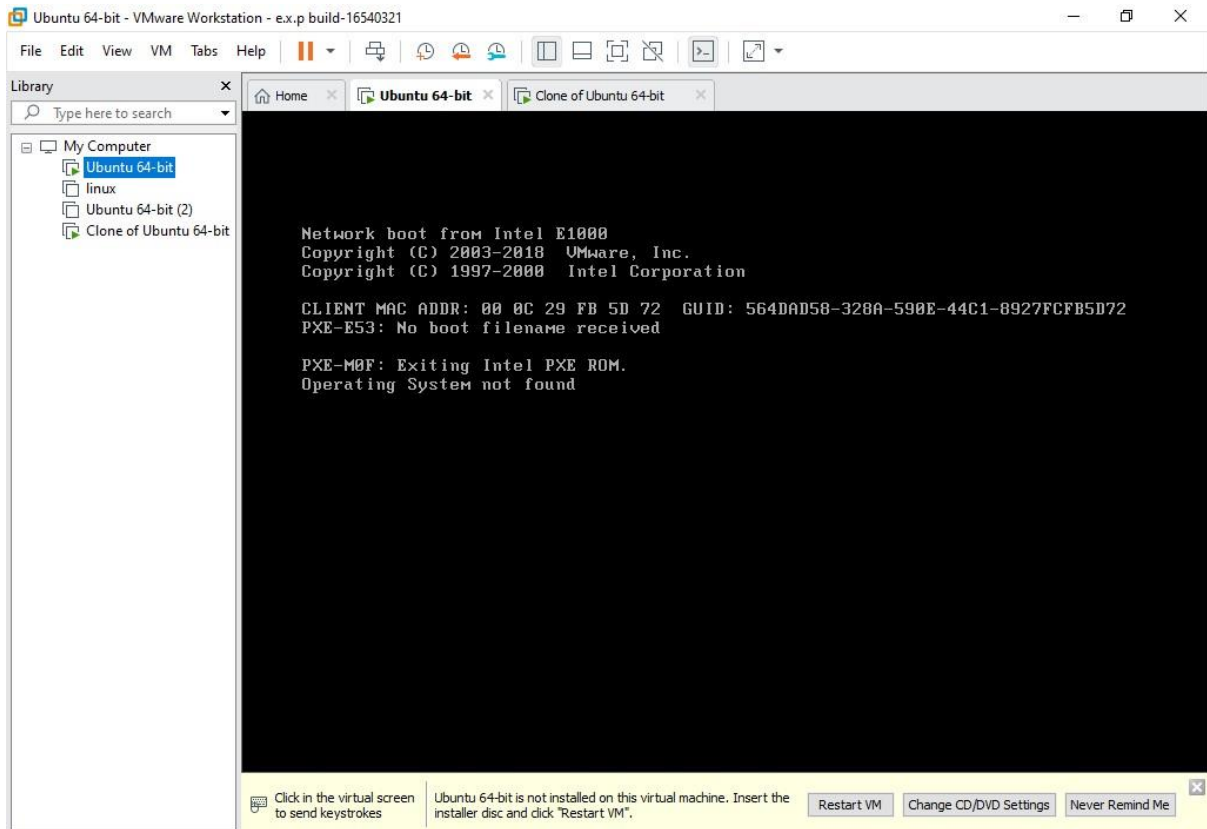 Ubuntu 64-bit - VMware Workstation - e.x.p build-16540321
File Edit View VM Tabs Help
Library
Type here to search
My Computer
Ubuntu 64-bit
linux
Ubuntu 64-bit (2)
Clone of Ubuntu 64-bit
Home
Ubuntu 64-bit
Clone of Ubuntu 64-bit
Network boot from Intel E1000
Copyright (C) 2003-2018 VMware, Inc.
Copyright (C) 1997-2000 Intel Corporation
CLIENT MAC ADDR: 00 0C 29 FB 5D 72 GUID: 564DAD58-328A-590E-44C1-8927FCFB5D72
PXE-E53: No boot filename received
PXE-M0F: Exiting Intel PXE ROM.
Operating System not found
Click in the virtual screen
to send keystrokes
Ubuntu 64-bit is not installed on this virtual machine. Insert the
installer disc and click "Restart VM".
Restart VM
Change CD/DVD Settings
Never Remind Me